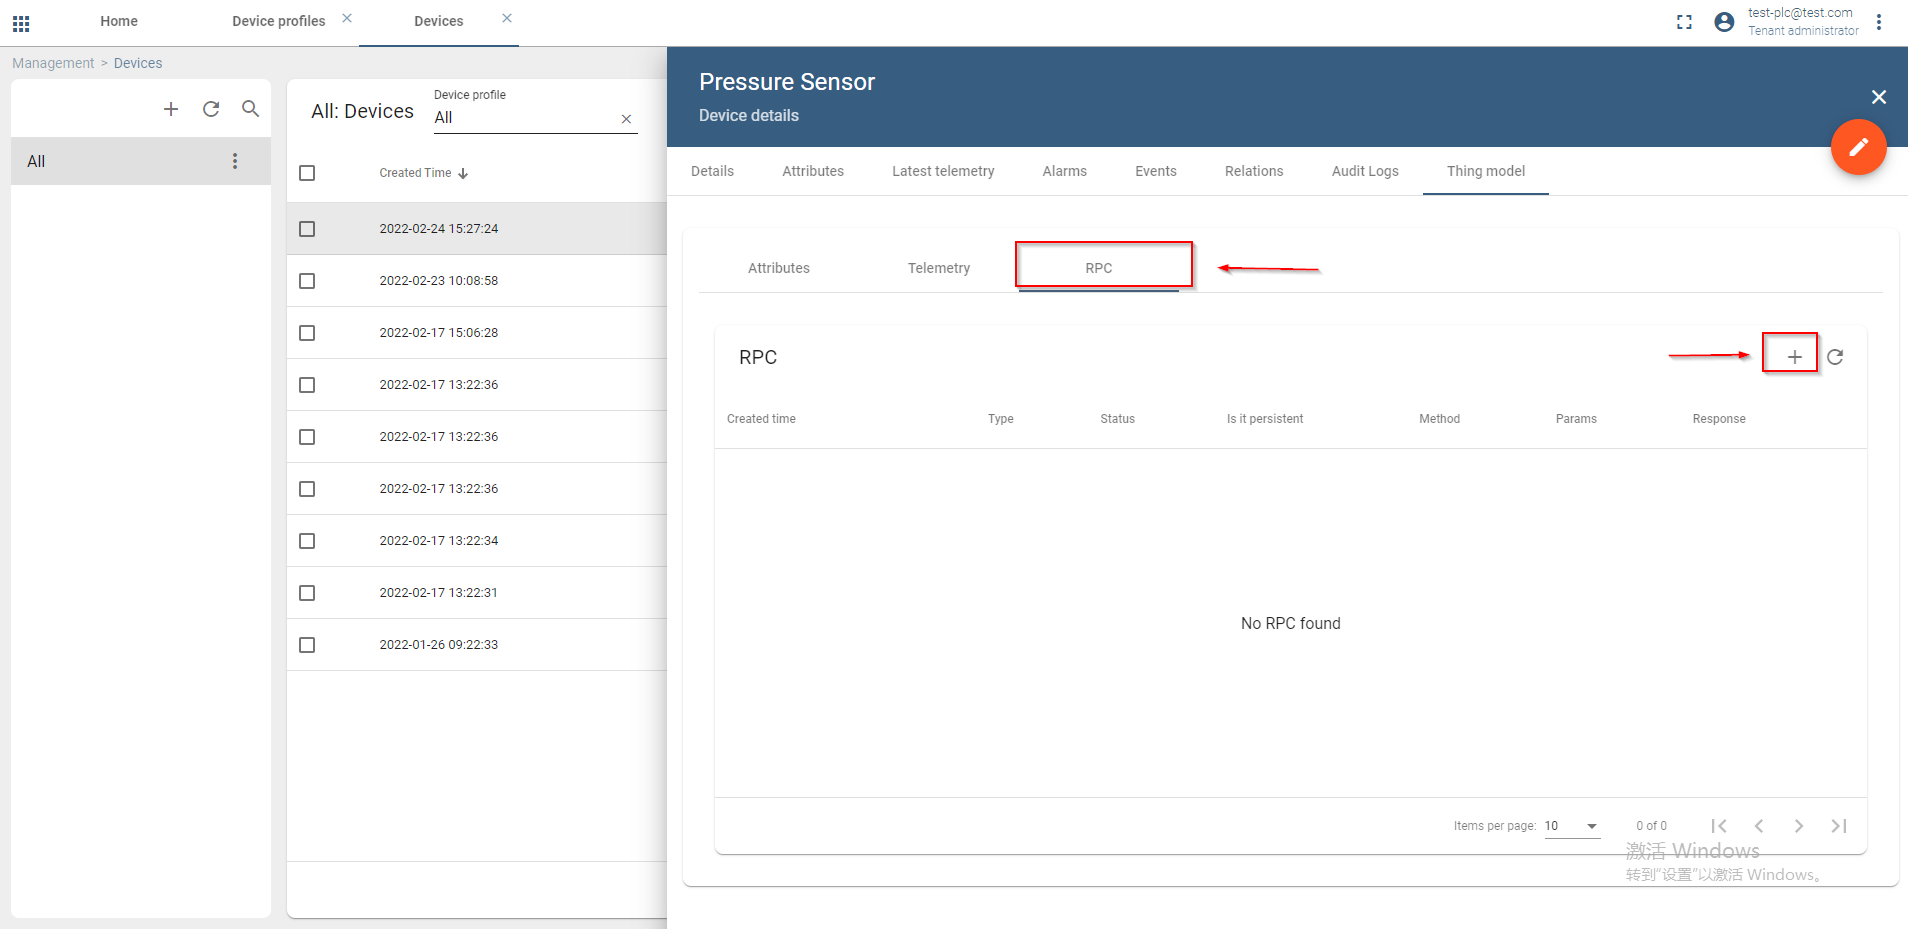 Home
Device profiles
Devices
test-plc@test.com
Tenant administrator
Management > Devices
All
All: Devices
Device profile
All
Created Time
2022-02-24 15:27:24
2022-02-23 10:08:58
2022-02-17 15:06:28
2022-02-17 13:22:36
2022-02-17 13:22:36
2022-02-17 13:22:36
2022-02-17 13:22:34
2022-02-17 13:22:31
2022-01-26 09:22:33
Pressure Sensor
Device details
Details Attributes Latest telemetry Alarms Events Relations Audit Logs Thing model
Attributes Telemetry RPC
RPC
Created time Type Status Is it persistent Method Params Response
No RPC found
Items per page: 10 0 of 0
激活 Windows
转到“设置”以激活 Windows。